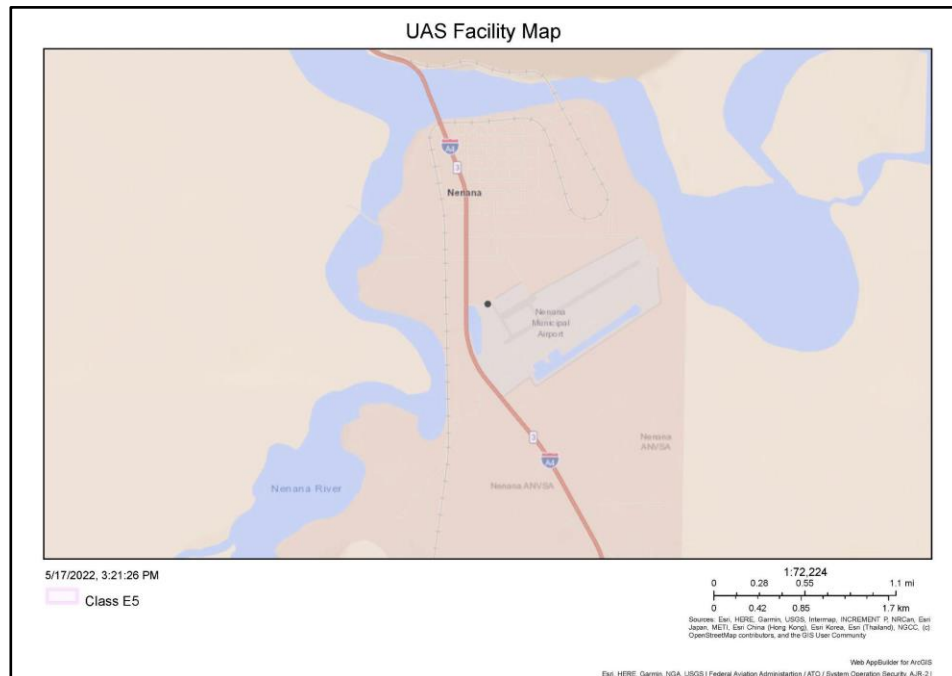 UAS Facility Map
A4
3
Nenana
Nenana
Municipal
Airport
3
A4
Nenana
ANVSA
Nenana ANVSA
Nenana River
5/17/2022, 3:21:26 PM
Class E5
1:72,224
0 0.28 0.55 1.1 mi
0 0.42 0.85 1.7 km
Sources: Esri, HERE, Garmin, USGS, Intermap, INCREMENT P, NRCan, Esri
Japan, METI, Esri China (Hong Kong), Esri Korea, Esri (Thailand), NGCC, (c)
OpenStreetMap contributors, and the GIS User Community
Web AppBuilder for ArcGIS
Esri, HERE, Garmin, NGA, USGS | Federal Aviation Administartion / ATO / System Operation Security, AJR-2 |